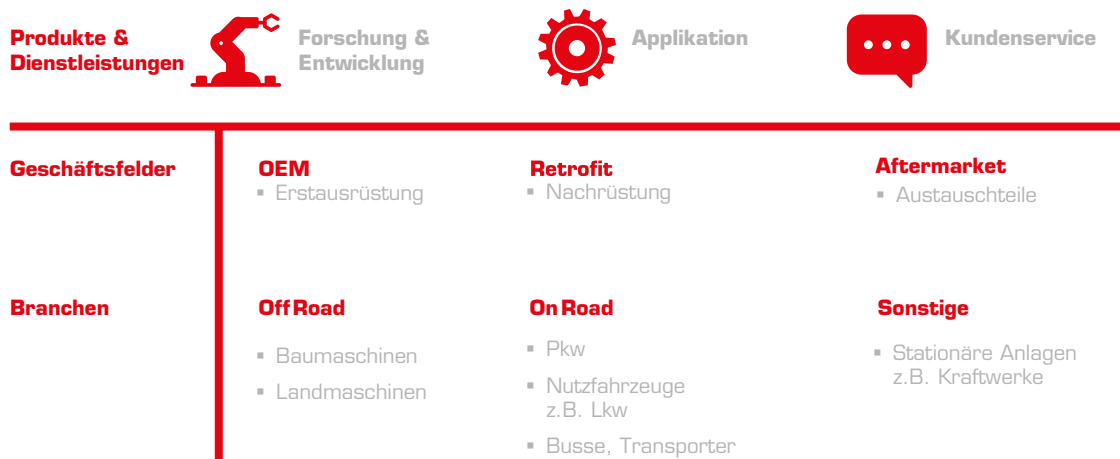 Produkte &
Dienstleistungen
Forschung &
Entwicklung
Applikation
Kundenservice
Geschäftsfelder
OEM
▪ Erstausrüstung
Retrofit
▪ Nachrüstung
Aftermarket
▪ Austauschteile
Branchen
Off Road
▪ Baumaschinen
▪ Landmaschinen
On Road
▪ Pkw
▪ Nutzfahrzeuge
z.B. Lkw
▪ Busse, Transporter
Sonstige
▪ Stationäre Anlagen
z.B. Kraftwerke